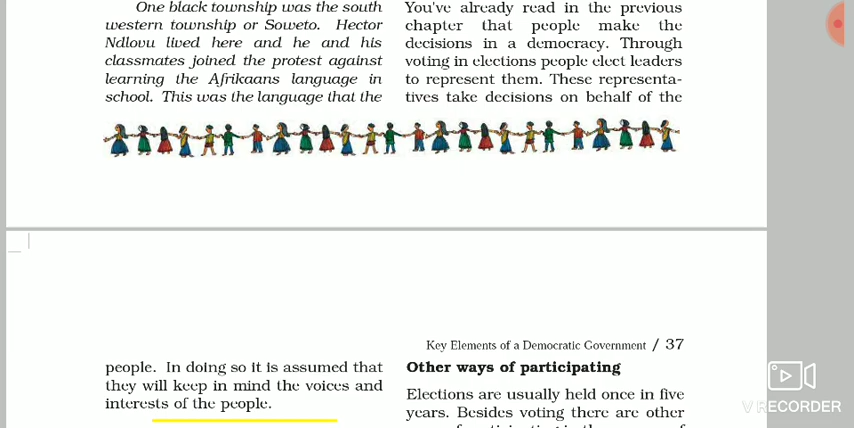 One black township was the south
western township or Soweto. Hector
Ndlovu lived here and he and his
classmates joined the protest against
learning the Afrikaans language in
school. This was the language that the
You've already read in the previous
chapter that people make the
decisions in a democracy. Through
voting in elections people elect leaders
to represent them. These representa-
tives take decisions on behalf of the
Key Elements of a Democratic Government / 37
people. In doing so it is assumed that
they will keep in mind the voices and
interests of the people.
Other ways of participating
Elections are usually held once in five
years. Besides voting there are other
V RECORDER